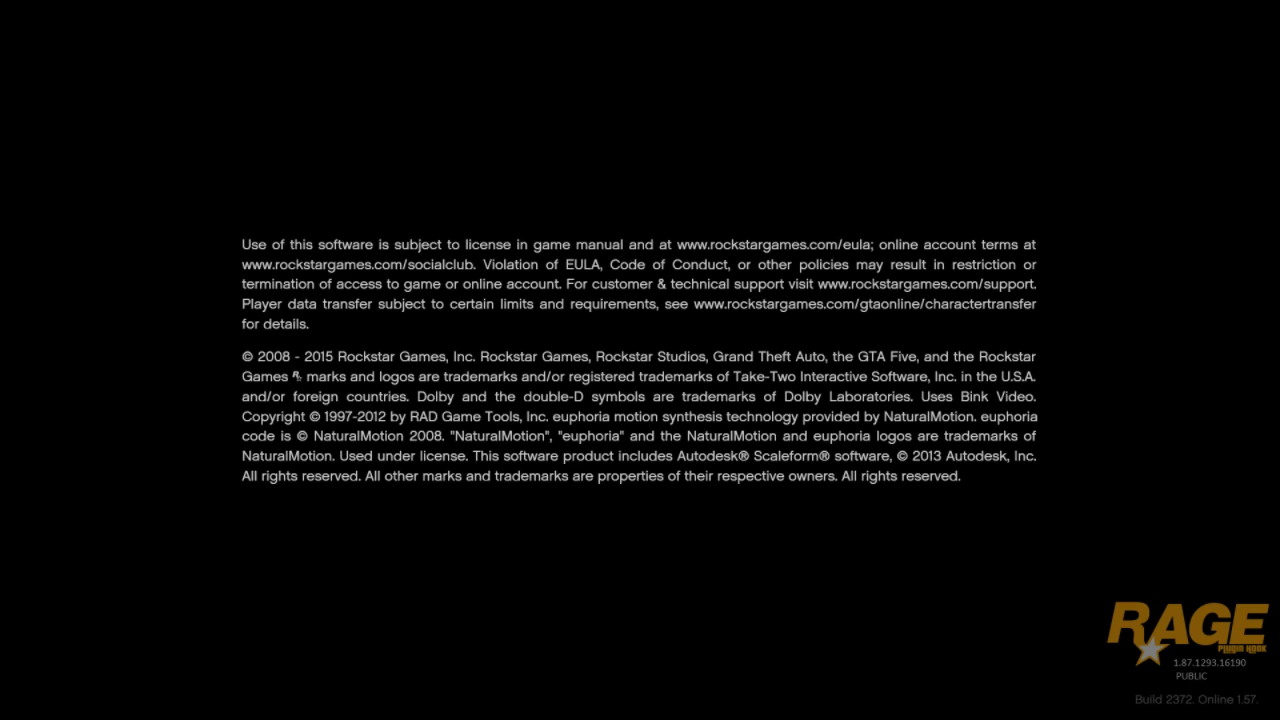 Use of this software is subject to license in game manual and at www.rockstargames.com/eula; online account terms at
www.rockstargames.com/socialclub. Violation of EULA, Code of Conduct, or other policies may result in restriction or
termination of access to game or online account. For customer & technical support visit www.rockstargames.com/support.
Player data transfer subject to certain limits and requirements, see www.rockstargames.com/gtaonline/charactertransfer
for details.
© 2008 - 2015 Rockstar Games, Inc. Rockstar Games, Rockstar Studios, Grand Theft Auto, the GTA Five, and the Rockstar
Games R* marks and logos are trademarks and/or registered trademarks of Take-Two Interactive Software, Inc. in the U.S.A.
and/or foreign countries. Dolby and the double-D symbols are trademarks of Dolby Laboratories. Uses Bink Video.
Copyright © 1997-2012 by RAD Game Tools, Inc. euphoria motion synthesis technology provided by NaturalMotion. euphoria
code is © NaturalMotion 2008. "NaturalMotion", "euphoria" and the NaturalMotion and euphoria logos are trademarks of
NaturalMotion. Used under license. This software product includes Autodesk® Scaleform® software, © 2013 Autodesk, Inc.
All rights reserved. All other marks and trademarks are properties of their respective owners. All rights reserved.
RAGE
PLUGIN HOOK
1.87.1293.16190
PUBLIC
Build 2372. Online 1.57.